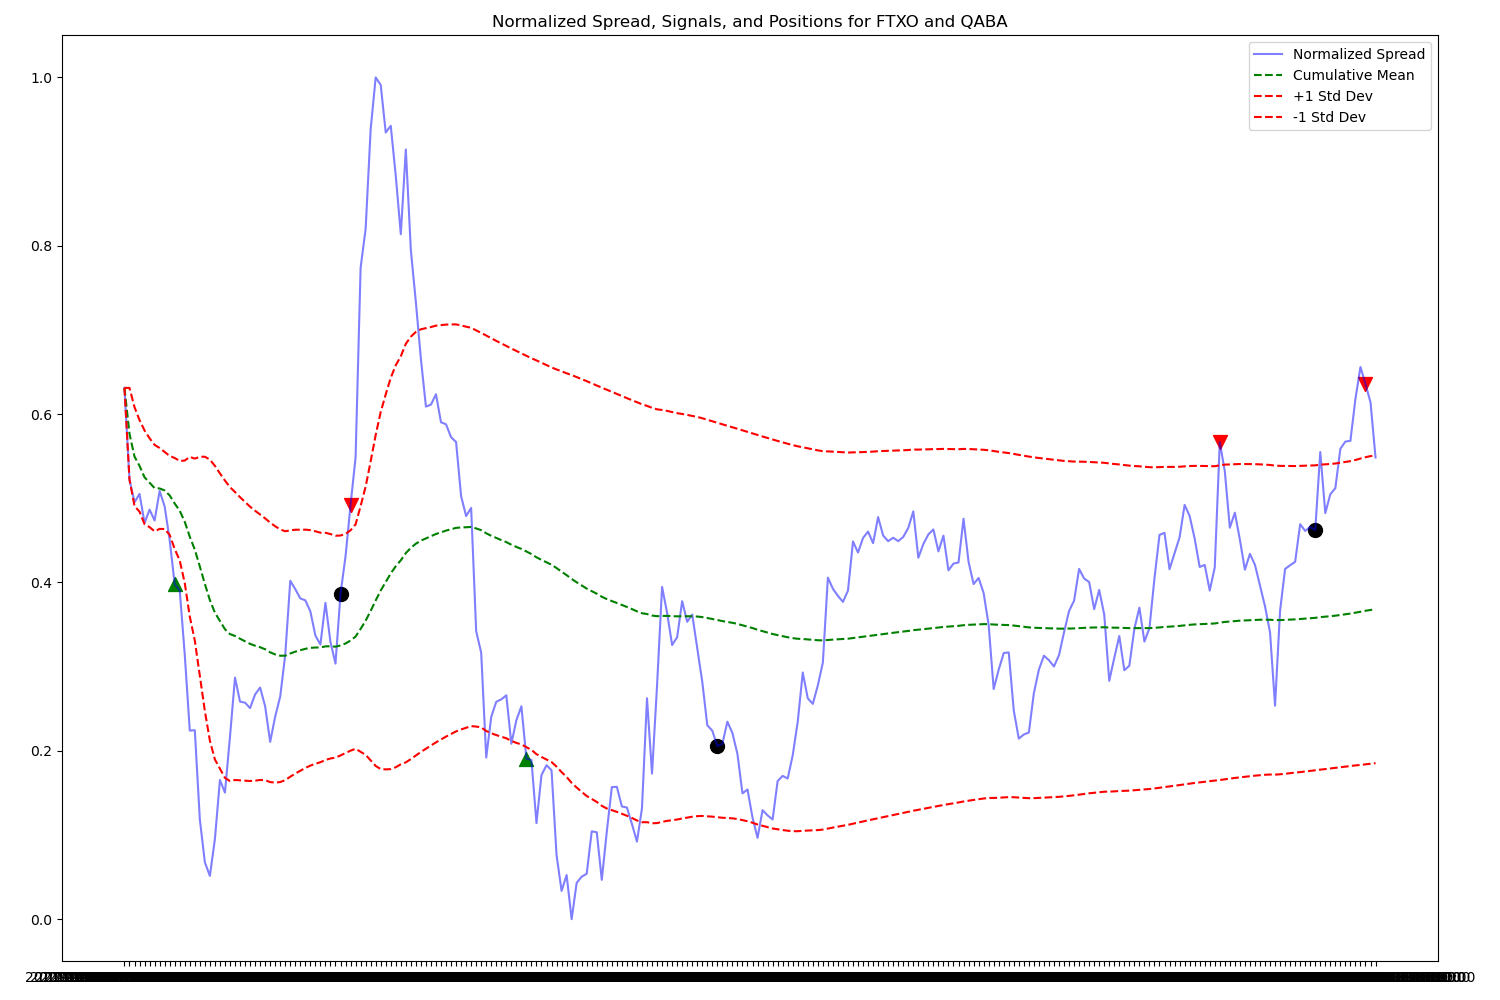 Normalized Spread, Signals, and Positions for FTXO and QABA
Normalized Spread
Cumulative Mean
+1 Std Dev
-1 Std Dev
1.0
0.8
0.6
0.4
0.2
0.0